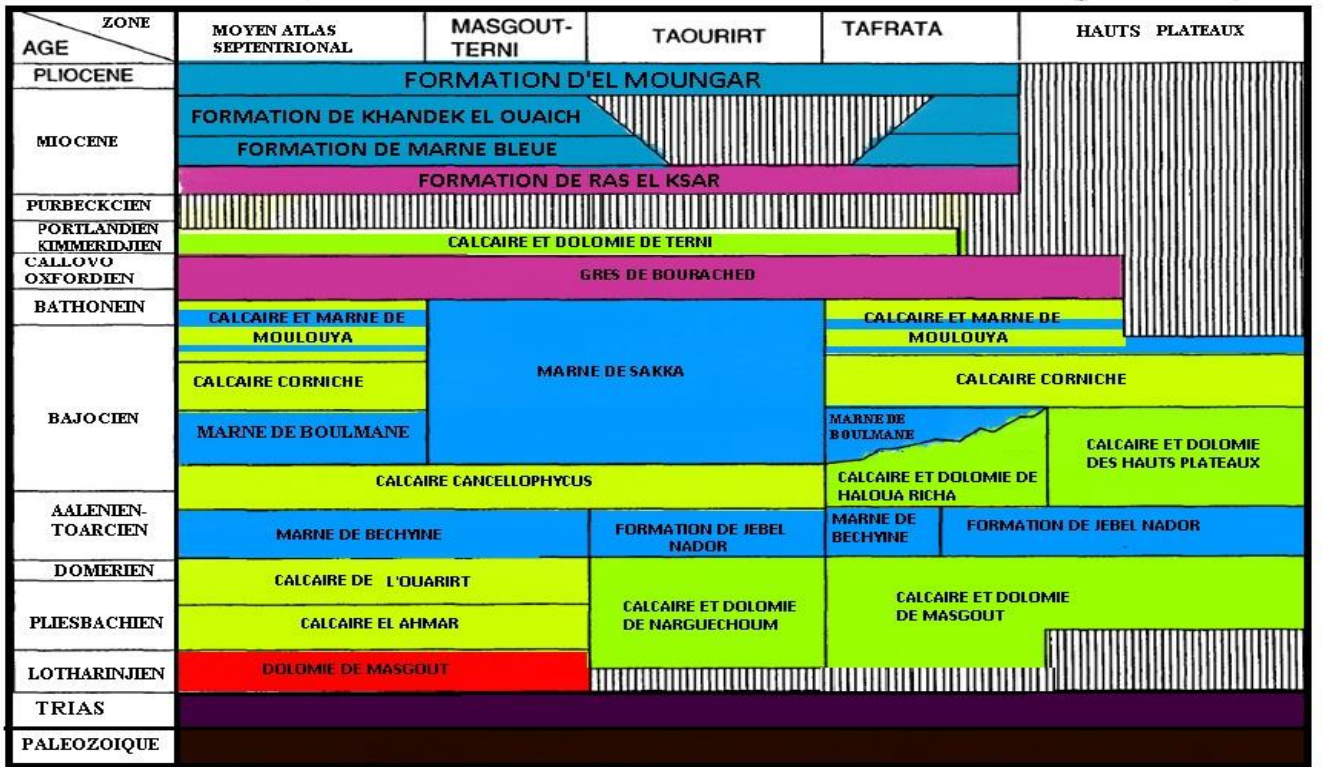 ZONE
AGE
MOYEN ATLAS
SEPTENTRIONAL
MASGOUT-
TERNI
TAOURIRT
TAFRATA
HAUTS PLATEAUX
PLIOCENE
FORMATION D'EL MOUNGAR
MIOCENE
FORMATION DE KHANDEK EL OUAICH
FORMATION DE MARNE BLEUE
FORMATION DE RAS EL KSAR
PURBECKCIEN
PORTLANDIEN
KIMMERIDJIEN
CALCAIRE ET DOLOMIE DE TERNI
CALLOVO
OXFORDIEN
GRES DE BOURACHED
BATHONEIN
CALCAIRE ET MARNE DE
MOULOUYA
CALCAIRE ET MARNE DE
MOULOUYA
BAJOCIEN
CALCAIRE CORNICHE
MARNE DE SAKKA
CALCAIRE CORNICHE
MARNE DE BOULMANE
MARNE DE
BOULMANE
CALCAIRE ET DOLOMIE
DES HAUTS PLATEAUX
CALCAIRE CANCELLOPHYCUS
CALCAIRE ET DOLOMIE DE
HALOUA RICHA
AALENIEN-
TOARCIEN
MARNE DE BECHYINE
FORMATION DE JEBEL
NADOR
MARNE DE
BECHYINE
FORMATION DE JEBEL NADOR
DOMERIEN
CALCAIRE DE L'OUARIRT
PLIESBACHIEN
CALCAIRE EL AHMAR
CALCAIRE ET DOLOMIE
DE NARGUECHOUM
CALCAIRE ET DOLOMIE
DE MASGOUT
LOTHARINJIEN
DOLOMIE DE MASGOUT
TRIAS
PALEOZOIQUE